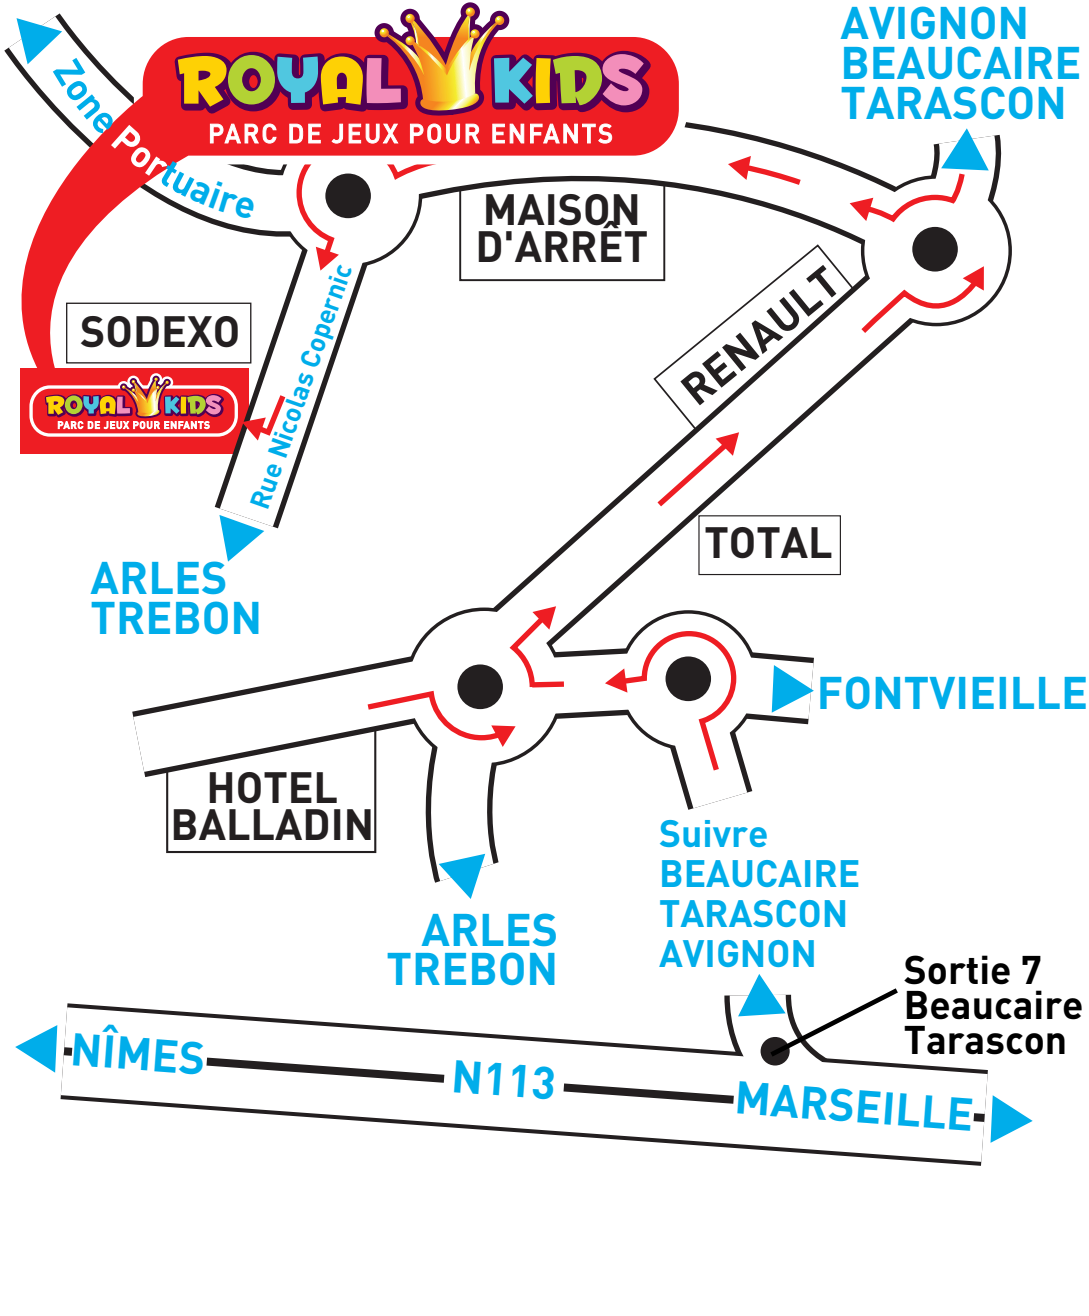 ROYAL KIDS
PARC DE JEUX POUR ENFANTS
AVIGNON
BEAUCAIRE
TARASCON
Zone Portuaire
MAISON
D'ARRÊT
RENAULT
SODEXO
Rue Nicolas Copernic
ROYAL KIDS
PARC DE JEUX POUR ENFANTS
TOTAL
ARLES
TREBON
FONTVIEILLE
HOTEL
BALLADIN
Suivre
BEAUCAIRE
TARASCON
AVIGNON
ARLES
TREBON
Sortie 7
Beaucaire
Tarascon
NÎMES
N113
MARSEILLE